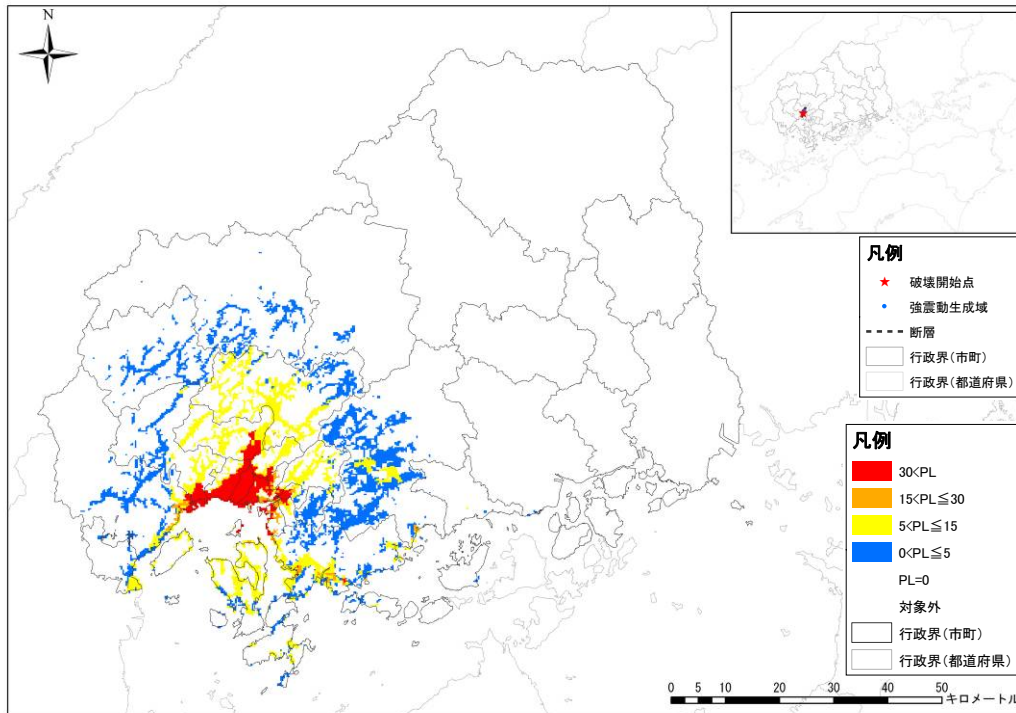 N
凡例
破壊開始点
強震動生成域
断層
行政界(市町)
行政界(都道府県)
凡例
30<PL
15<PL≦30
5<PL≦15
0<PL≦5
PL=0
対象外
行政界(市町)
行政界(都道府県)
0 5 10 20 30 40 50
キロメートル